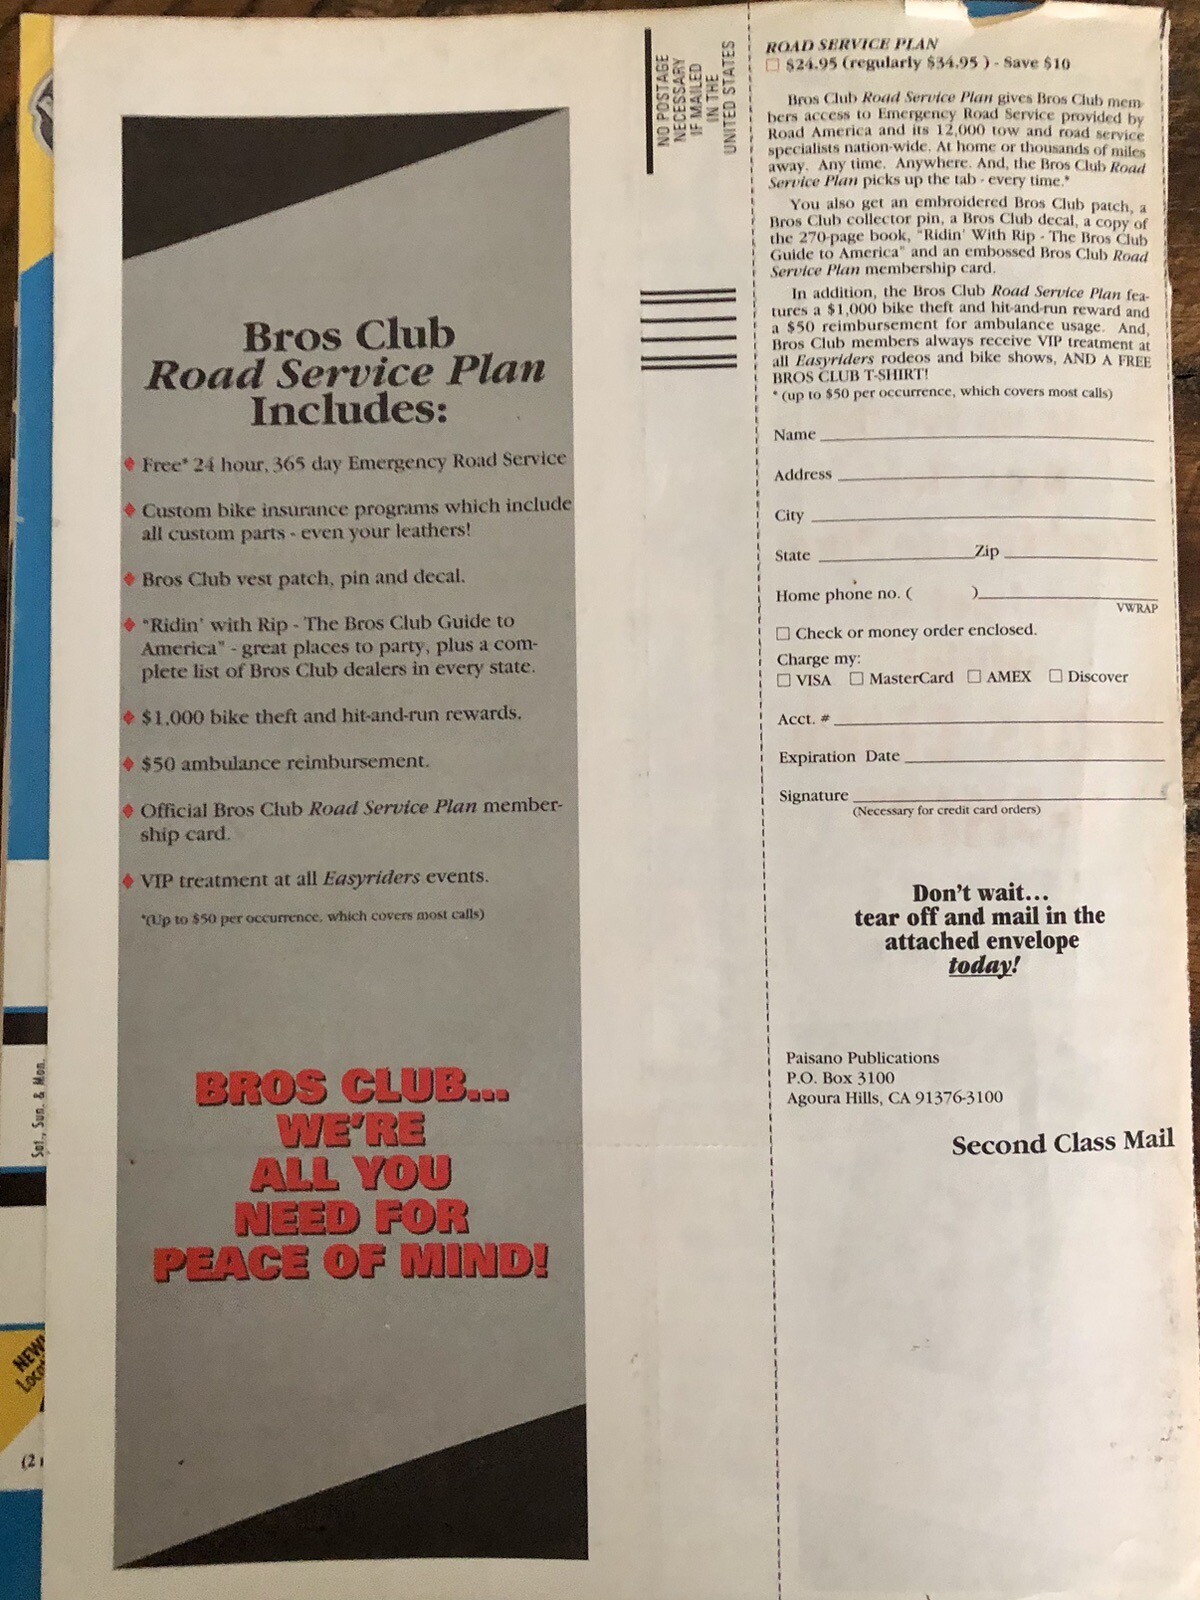 Bros Club
Road Service Plan
Includes:
Free* 24 hour, 365 day Emergency Road Service
Custom bike insurance programs which include
all custom parts - even your leathers!
Bros Club vest patch, pin and decal.
“Ridin’ with Rip - The Bros Club Guide to
America” - great places to party, plus a com-
plete list of Bros Club dealers in every state.
$1,000 bike theft and hit-and-run rewards.
$50 ambulance reimbursement.
Official Bros Club Road Service Plan member-
ship card.
VIP treatment at all Easyriders events.
*(Up to $50 per occurrence, which covers most calls)
BROS CLUB...
WE'RE
ALL YOU
NEED FOR
PEACE OF MIND!
NO POSTAGE
NECESSARY
IF MAILED
IN THE
UNITED STATES
ROAD SERVICE PLAN
$24.95 (regularly $34.95 ) - Save $10
Bros Club Road Service Plan gives Bros Club mem-
bers access to Emergency Road Service provided by
Road America and its 12,000 tow and road service
specialists nation-wide. At home or thousands of miles
away. Any time. Anywhere. And, the Bros Club Road
Service Plan picks up the tab - every time.*
You also get an embroidered Bros Club patch, a
Bros Club collector pin, a Bros Club decal, a copy of
the 270-page book, “Ridin’ With Rip - The Bros Club
Guide to America” and an embossed Bros Club Road
Service Plan membership card.
In addition, the Bros Club Road Service Plan fea-
tures a $1,000 bike theft and hit-and-run reward and
a $50 reimbursement for ambulance usage. And,
Bros Club members always receive VIP treatment at
all Easyriders rodeos and bike shows, AND A FREE
BROS CLUB T-SHIRT!
* (up to $50 per occurrence, which covers most calls)
Name
Address
City
State Zip
Home phone no. ( )
VWRAP
Check or money order enclosed.
Charge my:
VISA MasterCard AMEX Discover
Acct. #
Expiration Date
Signature
(Necessary for credit card orders)
Don't wait...
tear off and mail in the
attached envelope
today!
Paisano Publications
P.O. Box 3100
Agoura Hills, CA 91376-3100
Second Class Mail
Sat., Sun. & Mon.
NEW
(2